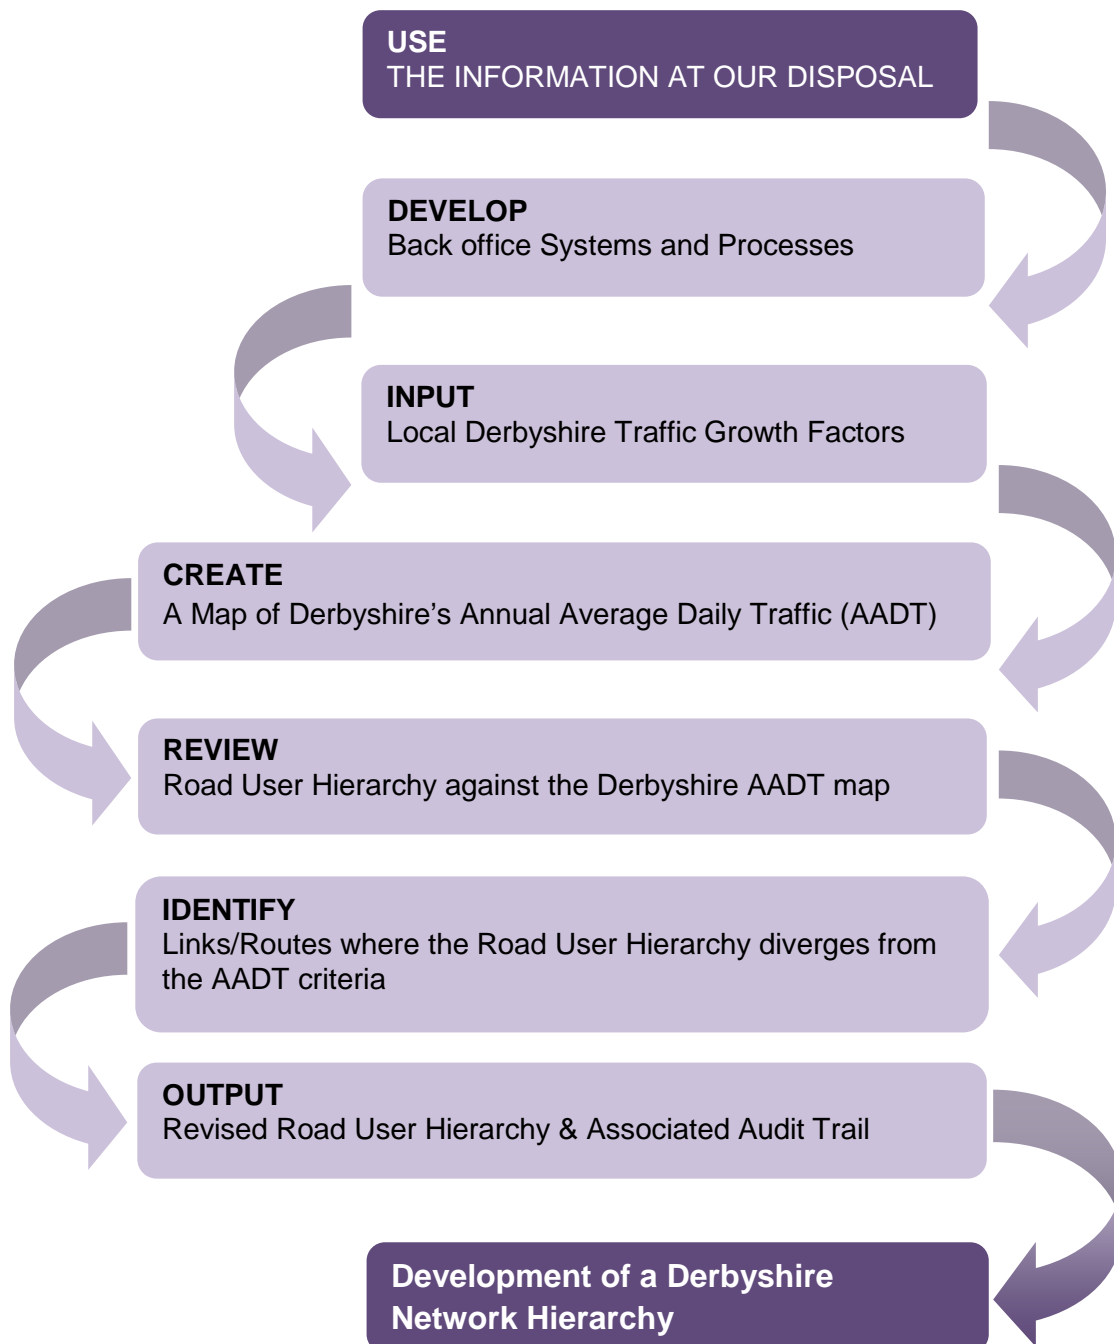 USE
THE INFORMATION AT OUR DISPOSAL
DEVELOP
Back office Systems and Processes
INPUT
Local Derbyshire Traffic Growth Factors
CREATE
A Map of Derbyshire’s Annual Average Daily Traffic (AADT)
REVIEW
Road User Hierarchy against the Derbyshire AADT map
IDENTIFY
Links/Routes where the Road User Hierarchy diverges from
the AADT criteria
OUTPUT
Revised Road User Hierarchy & Associated Audit Trail
Development of a Derbyshire
Network Hierarchy